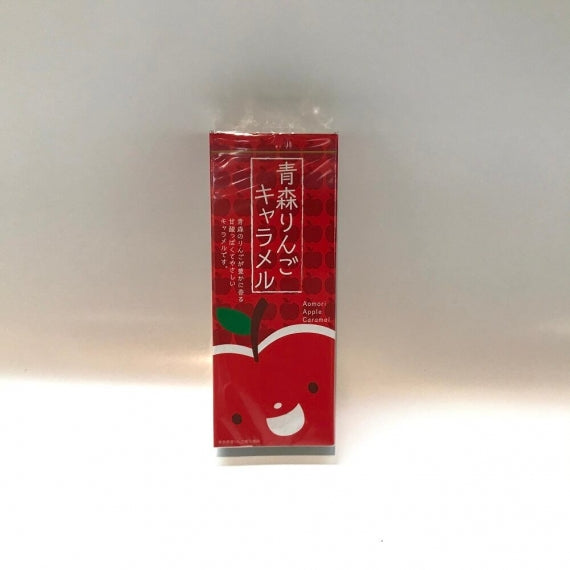 青森りんご
キャラメル
青森のりんごが豊かに香る
甘酸っぱくてやさしい
キャラメルです。
Aomori
Apple
Caramel